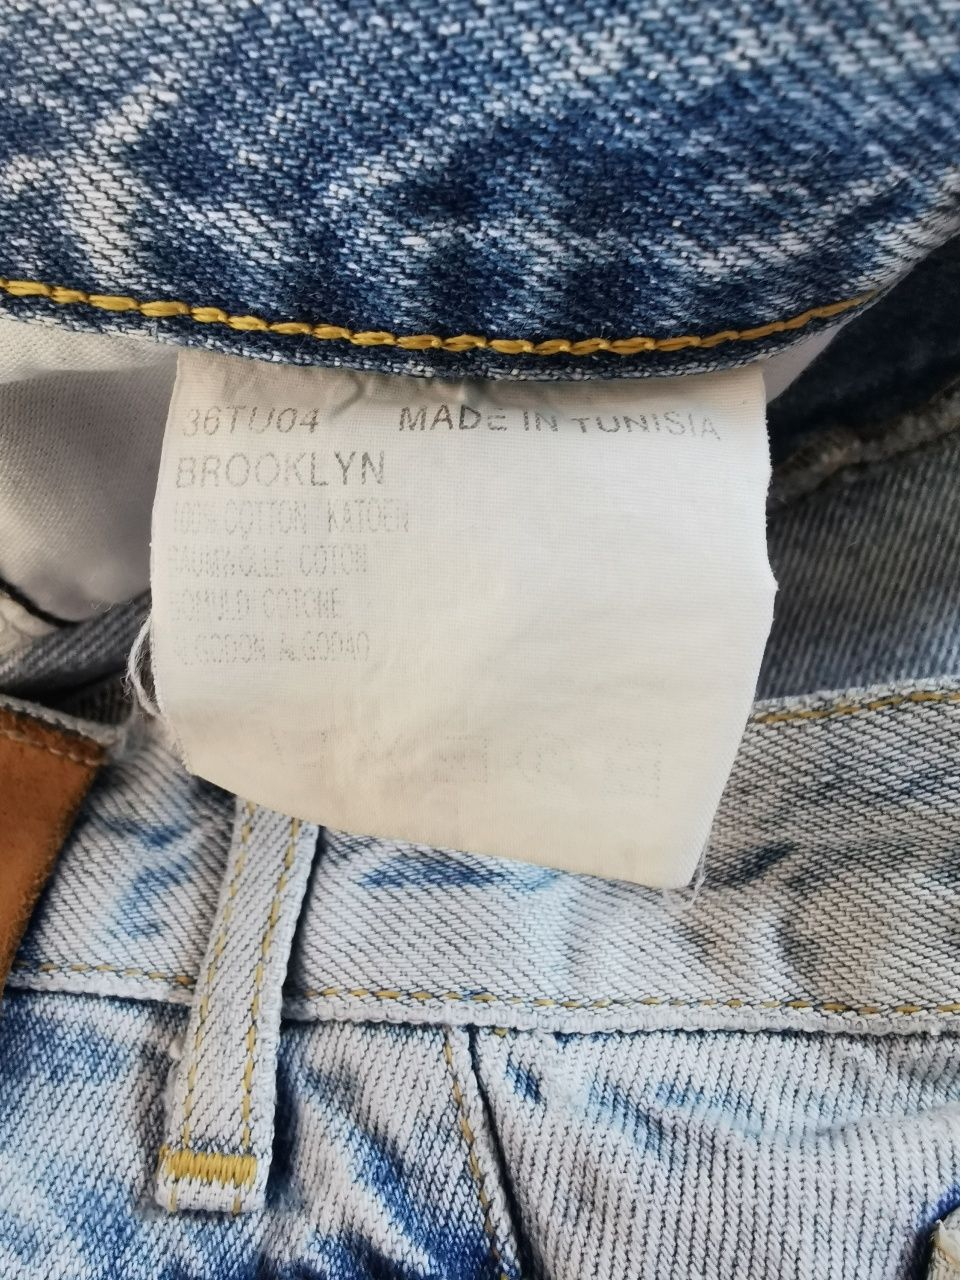 36TU04 MADE IN TUNISIA
BROOKLYN
100% COTTON KATOEN
BAUMWOLLE COTON
BOMULD COTONE
ALGODON ALGODAO